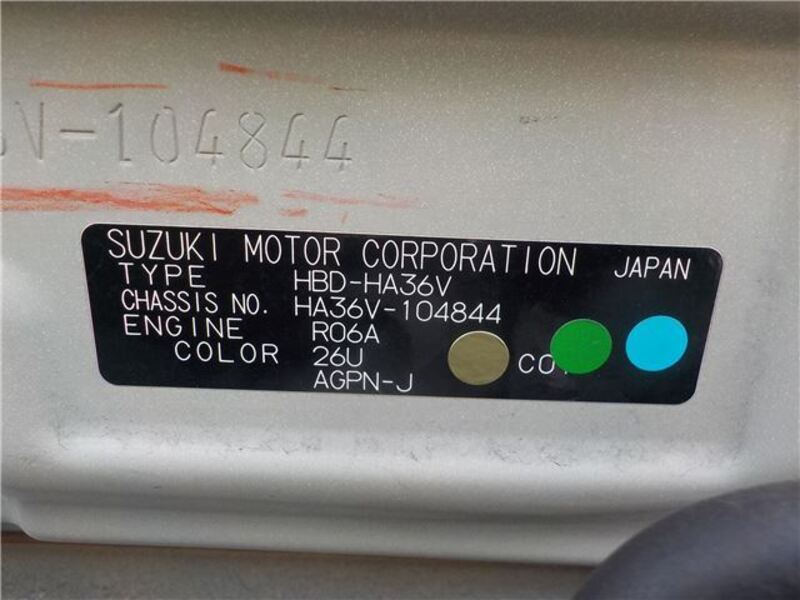 V-104844
SUZUKI MOTOR CORPORATION JAPAN
TYPE HBD-HA36V
CHASSIS NO. HA36V-104844
ENGINE R06A
COLOR 26U
AGPN-J